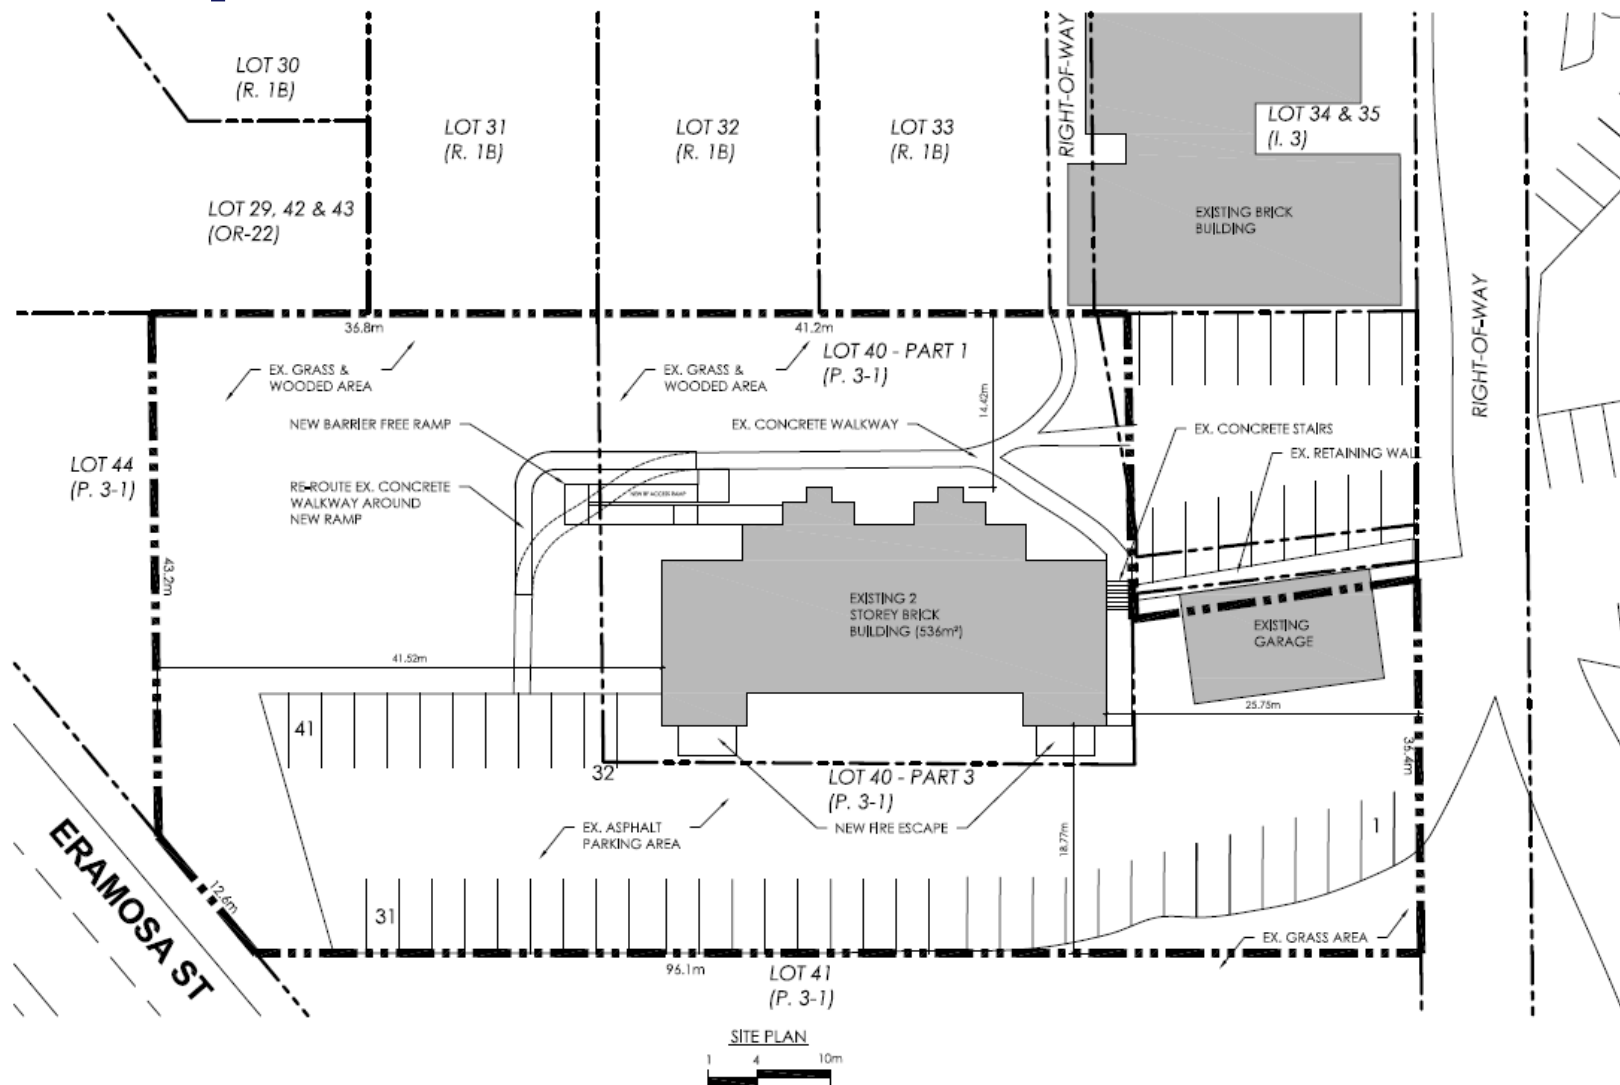 LOT 30
(R. 1B)
LOT 31
(R. 1B)
LOT 32
(R. 1B)
LOT 33
(R. 1B)
RIGHT-OF-WAY
LOT 34 & 35
(I. 3)
LOT 29, 42 & 43
(OR-22)
EXISTING BRICK
BUILDING
RIGHT-OF-WAY
36.8m
41.2m
LOT 40 - PART 1
(P. 3-1)
EX. GRASS &
WOODED AREA
EX. GRASS &
WOODED AREA
14.42m
NEW BARRIER FREE RAMP
EX. CONCRETE WALKWAY
EX. CONCRETE STAIRS
EX. RETAINING WAL
LOT 44
(P. 3-1)
RE-ROUTE EX. CONCRETE
WALKWAY AROUND
NEW RAMP
NEW BF ACCESS RAMP
43.2m
EXISTING 2
STOREY BRICK
BUILDING (536m²)
EXISTING
GARAGE
41.52m
25.75m
41
32
35.4m
LOT 40 - PART 3
(P. 3-1)
NEW FIRE ESCAPE
EX. ASPHALT
PARKING AREA
18.77m
1
ERAMOSA ST
12.6m
31
EX. GRASS AREA
96.1m
LOT 41
(P. 3-1)
SITE PLAN
1 4 10m